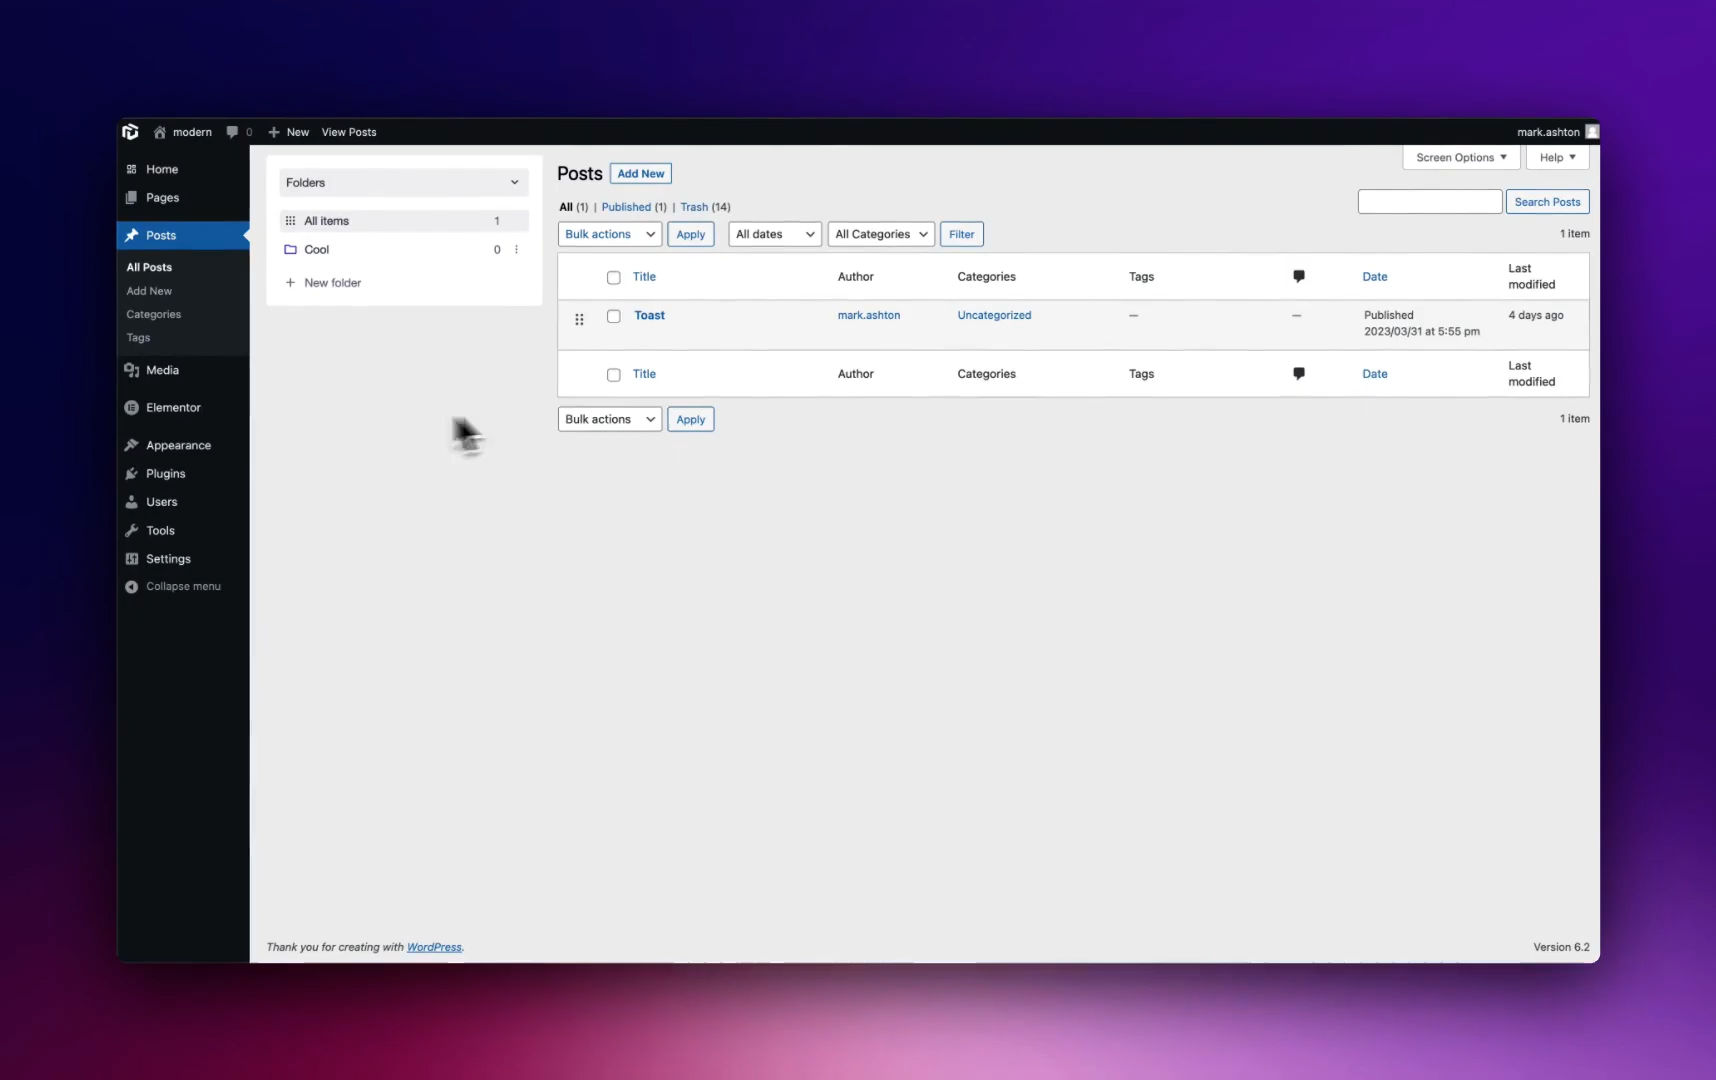 modern 0 New View Posts mark.ashton
Home
Pages
Posts
All Posts
Add New
Categories
Tags
Media
Elementor
Appearance
Plugins
Users
Tools
Settings
Collapse menu
Folders
All items 1
Cool 0
New folder
Screen Options Help
Posts Add New
All (1) | Published (1) | Trash (14)
Search Posts
Bulk actions Apply All dates All Categories Filter
1 item
Title Author Categories Tags Date Last modified
Toast mark.ashton Uncategorized — — Published 4 days ago
2023/03/31 at 5:55 pm
Title Author Categories Tags Date Last modified
Bulk actions Apply
1 item
Thank you for creating with WordPress.
Version 6.2